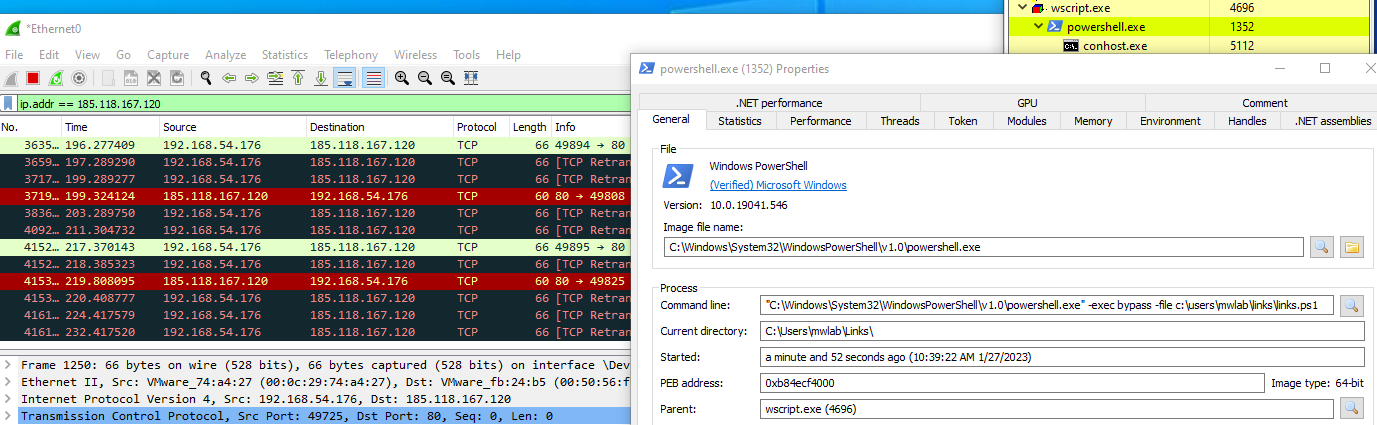 wscript.exe 4696
powershell.exe 1352
conhost.exe 5112
*Ethernet0
File Edit View Go Capture Analyze Statistics Telephony Wireless Tools Help
ip.addr == 185.118.167.120
No. Time Source Destination Protocol Length Info
3635… 196.277409 192.168.54.176 185.118.167.120 TCP 66 49894 → 80
3659… 197.289290 192.168.54.176 185.118.167.120 TCP 66 [TCP Retran
3717… 199.289277 192.168.54.176 185.118.167.120 TCP 66 [TCP Retran
3719… 199.324124 185.118.167.120 192.168.54.176 TCP 60 80 → 49808
3836… 203.289750 192.168.54.176 185.118.167.120 TCP 66 [TCP Retran
4092… 211.304732 192.168.54.176 185.118.167.120 TCP 66 [TCP Retran
4152… 217.370143 192.168.54.176 185.118.167.120 TCP 66 49895 → 80
4152… 218.385323 192.168.54.176 185.118.167.120 TCP 66 [TCP Retran
4153… 219.808095 185.118.167.120 192.168.54.176 TCP 60 80 → 49825
4153… 220.408777 192.168.54.176 185.118.167.120 TCP 66 [TCP Retran
4161… 224.417579 192.168.54.176 185.118.167.120 TCP 66 [TCP Retran
4161… 232.417520 192.168.54.176 185.118.167.120 TCP 66 [TCP Retran
Frame 1250: 66 bytes on wire (528 bits), 66 bytes captured (528 bits) on interface \Dev
Ethernet II, Src: VMware_74:a4:27 (00:0c:29:74:a4:27), Dst: VMware_fb:24:b5 (00:50:56:f
Internet Protocol Version 4, Src: 192.168.54.176, Dst: 185.118.167.120
Transmission Control Protocol, Src Port: 49725, Dst Port: 80, Seq: 0, Len: 0
powershell.exe (1352) Properties
.NET performance GPU Comment
General Statistics Performance Threads Token Modules Memory Environment Handles .NET assemblies
File
Windows PowerShell
(Verified) Microsoft Windows
Version: 10.0.19041.546
Image file name:
C:\Windows\System32\WindowsPowerShell\v1.0\powershell.exe
Process
Command line: "C:\Windows\System32\WindowsPowerShell\v1.0\powershell.exe" -exec bypass -file c:\users\mwlab\links\links.ps1
Current directory: C:\Users\mwlab\Links\
Started: a minute and 52 seconds ago (10:39:22 AM 1/27/2023)
PEB address: 0xb84ecf4000 Image type: 64-bit
Parent: wscript.exe (4696)